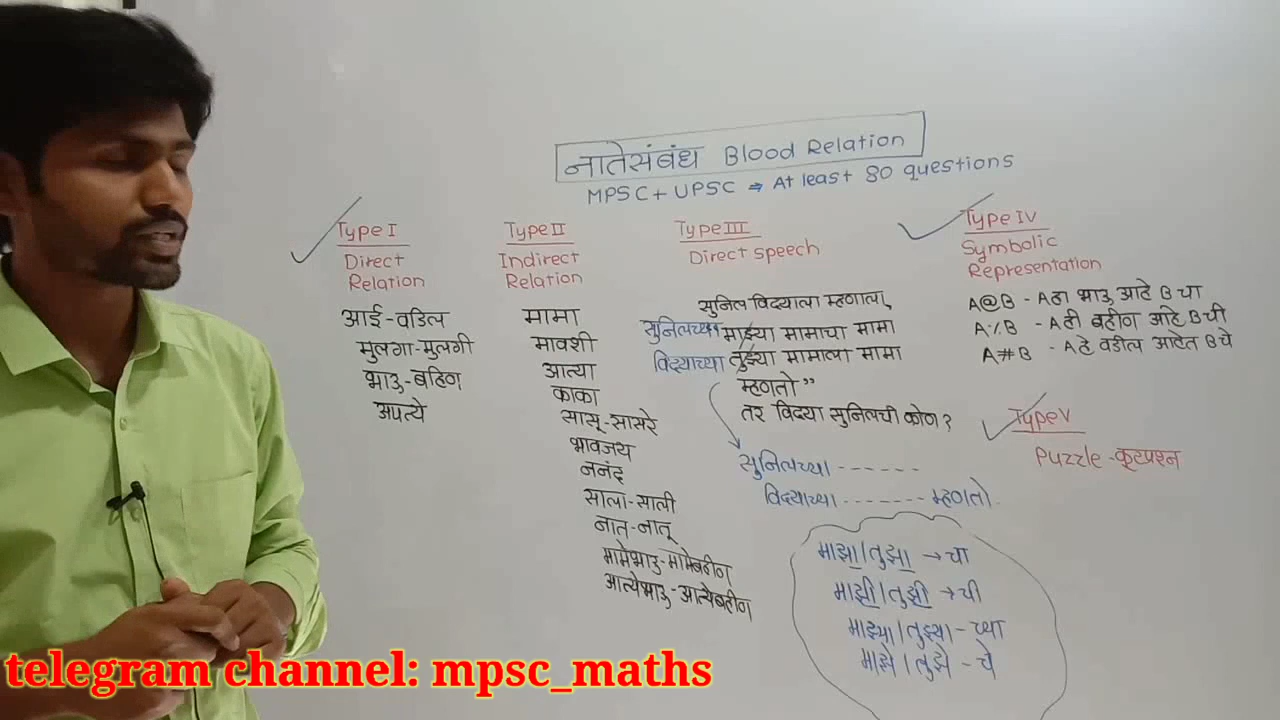 नातेसंबंध Blood Relation
MPSC + UPSC ⇒ At least 80 questions
Type I
Direct
Relation
आई-वडिल
मुलगा-मुलगी
भाउ-बहिण
अपत्ये
Type II
Indirect
Relation
मामा
मावशी
आत्या
काका
सासू-सासरे
भावजय
ननंद
साला-साली
नात-नातू
मामेभाउ-मामेबहीण
आत्येभाउ-आत्येबहीण
Type III
Direct speech
सुनिल विद्याला म्हणाला,
सुनिलच्या माझ्या मामाचा मामा
विद्याच्या तुझ्या मामाला मामा
म्हणतो”
तर विद्या सुनिलची कोण?
सुनिलच्या ------
विद्याच्या ------- म्हणतो.
माझा/तुझा → चा
माझी/तुझी → ची
माझ्या/तुझ्या - च्या
माझे/तुझे - चे
Type IV
Symbolic
Representation
A@B - A हा भाउ आहे B चा
A%B - A ही बहीण आहे B ची
A#B - A हे वडील आहेत B चे
Type V
Puzzle - कूटप्रश्न
telegram channel: mpsc_maths